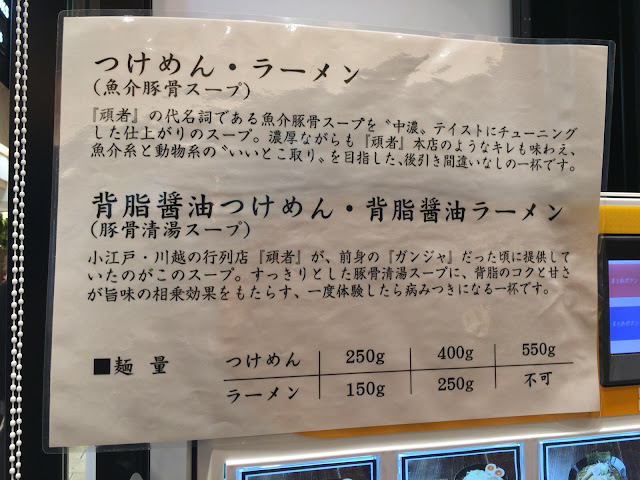 つけめん・ラーメン
(魚介豚骨スープ)
『頑者』の代名詞である魚介豚骨スープを〝中濃〟テイストにチューニング
した仕上がりのスープ。濃厚ながらも『頑者』本店のようなキレも味わえ、
魚介系と動物系の〝いいとこ取り〟を目指した、後引き間違いなしの一杯です。
背脂醤油つけめん・背脂醤油ラーメン
(豚骨清湯スープ)
小江戸・川越の行列店『頑者』が、前身の『ガンジャ』だった頃に提供して
いたのがこのスープ。すっきりとした豚骨清湯スープに、背脂のコクと甘さ
が旨味の相乗効果をもたらす、一度体験したら病みつきになる一杯です。
■麺 量 つけめん 250g 400g 550g
ラーメン 150g 250g 不可